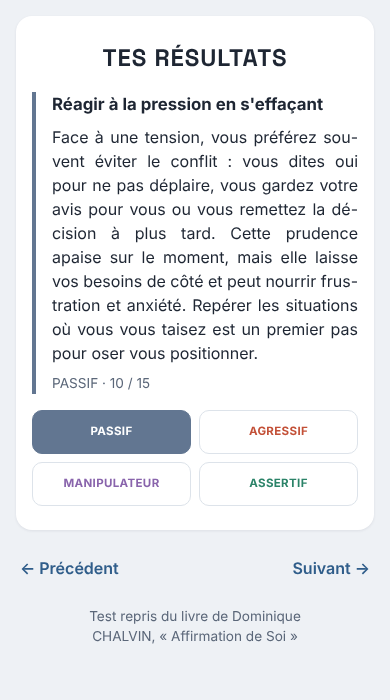 TES RÉSULTATS
Réagir à la pression en s'effaçant
Face à une tension, vous préférez sou-
vent éviter le conflit : vous dites oui
pour ne pas déplaire, vous gardez votre
avis pour vous ou vous remettez la dé-
cision à plus tard. Cette prudence
apaise sur le moment, mais elle laisse
vos besoins de côté et peut nourrir frus-
tration et anxiété. Repérer les situations
où vous vous taisez est un premier pas
pour oser vous positionner.
PASSIF · 10 / 15
PASSIF AGRESSIF
MANIPULATEUR ASSERTIF
← Précédent Suivant →
Test repris du livre de Dominique
CHALVIN, « Affirmation de Soi »